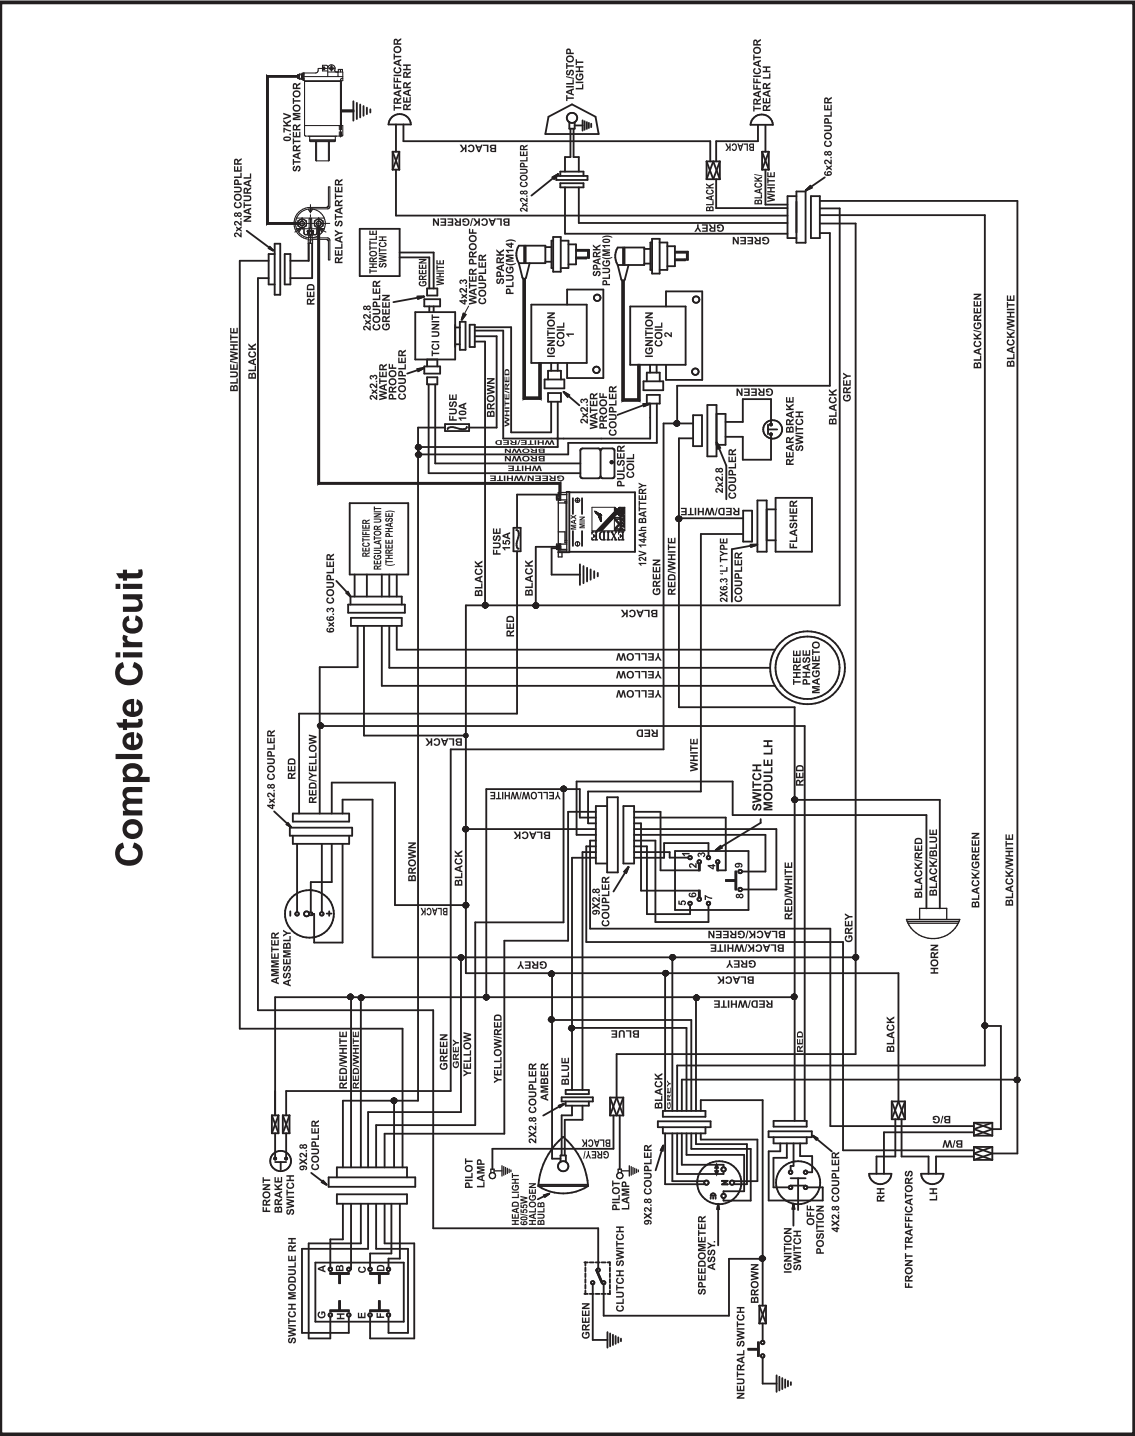 Complete Circuit
2x2.8 COUPLER
NATURAL
0.7KV
STARTER MOTOR
RELAY STARTER
RED
BLUE/WHITE
BLACK
TRAFFICATOR
REAR RH
TAIL/STOP
LIGHT
TRAFFICATOR
REAR LH
BLACK
2x2.8 COUPLER
BLACK
BLACK
BLACK/
WHITE
6x2.8 COUPLER
BLACK/GREEN
GREY
GREEN
THROTTLE
SWITCH
GREEN
WHITE
2x2.8
COUPLER
GREEN
TCI UNIT
4x2.3
WATER PROOF
COUPLER
2x2.3
WATER
PROOF
COUPLER
SPARK
PLUG(M14)
SPARK
PLUG(M10)
IGNITION
COIL
1
IGNITION
COIL
2
FUSE
10A
BROWN
WHITE/RED
2x2.3
WATER
PROOF
COUPLER
WHITE/RED
BROWN
BROWN
WHITE
GREEN/WHITE
PULSER
COIL
GREEN
REAR BRAKE
SWITCH
2x2.8
COUPLER
BLACK
GREY
BLACK/GREEN
BLACK/WHITE
RECTIFIER
REGULATOR UNIT
(THREE PHASE)
6x6.3 COUPLER
FUSE
15A
MAX
MIN
EXIDE
12V 14Ah BATTERY
BLACK
BLACK
RED
GREEN
RED/WHITE
RED/WHITE
2X6.3 'L' TYPE
COUPLER
FLASHER
BLACK
YELLOW
YELLOW
YELLOW
THREE
PHASE
MAGNETO
4x2.8 COUPLER
RED
RED/YELLOW
BLACK
RED
WHITE
SWITCH
MODULE LH
RED
YELLOW/WHITE
BLACK
BROWN
BLACK
BLACK
9X2.8
COUPLER
1
2
3
4
5
6
7
8
9
AMMETER
ASSEMBLY
RED/WHITE
GREY
BLACK/RED
BLACK/BLUE
HORN
BLACK/GREEN
BLACK/WHITE
BLACK/GREEN
BLACK/WHITE
GREY
GREY
BLACK
RED/WHITE
RED/WHITE
RED/WHITE
GREEN
GREY
YELLOW
YELLOW/RED
BLUE
BLUE
2X2.8 COUPLER
AMBER
BLACK
GREY
RED
BLACK
B/G
B/W
FRONT
BRAKE
SWITCH
9X2.8
COUPLER
PILOT
LAMP
HEAD LIGHT
60/55W
HALOGEN
BULB
BLACK
GREY/
PILOT
LAMP
9X2.8 COUPLER
SPEEDOMETER
ASSY.
IGNITION
SWITCH
OFF
POSITION
4X2.8 COUPLER
RH
LH
FRONT TRAFFICATORS
SWITCH MODULE RH
A
B
C
D
G
H
E
F
CLUTCH SWITCH
GREEN
BROWN
NEUTRAL SWITCH